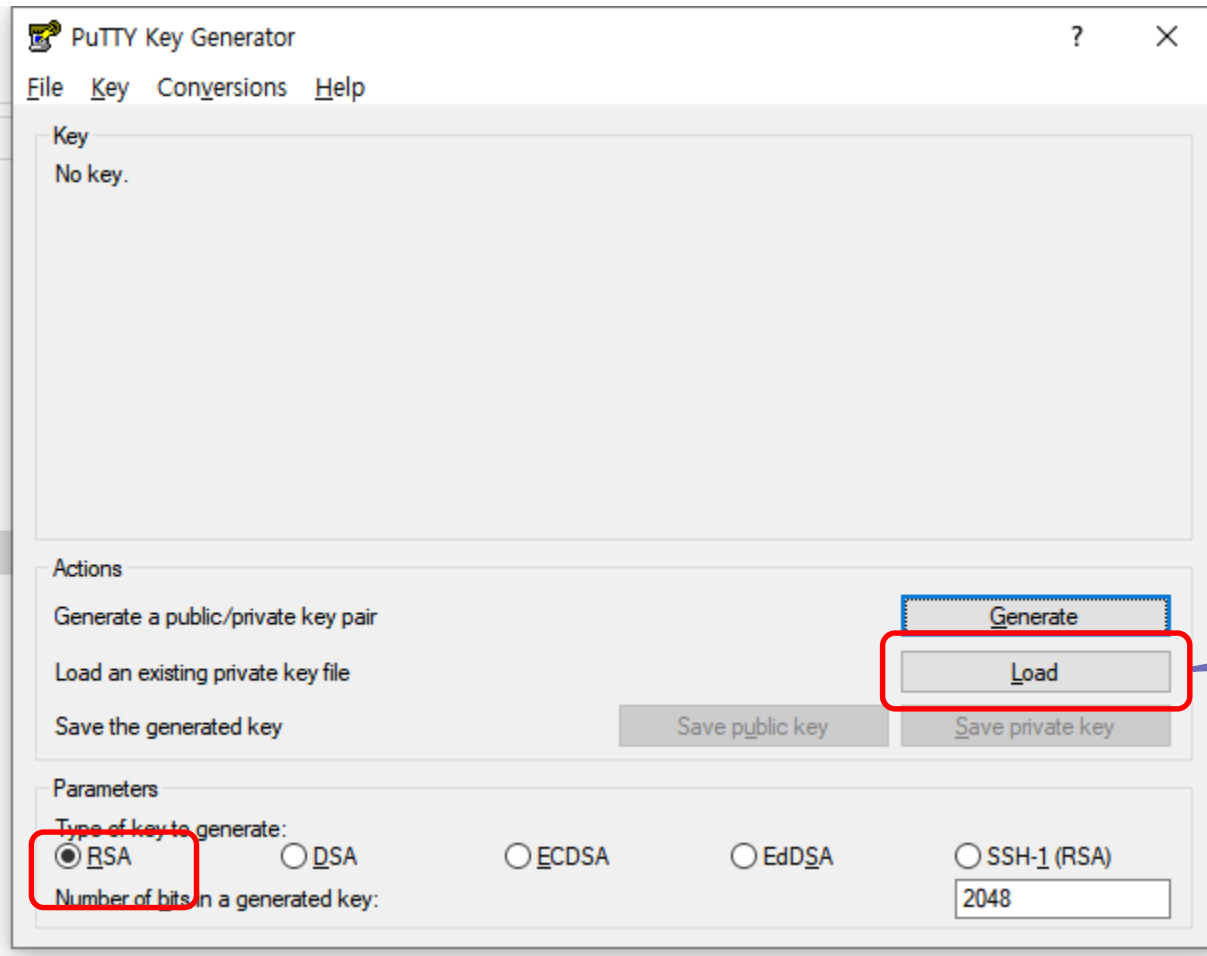 PuTTY Key Generator
?
File Key Conversions Help
Key
No key.
Actions
Generate a public/private key pair
Generate
Load an existing private key file
Load
Save the generated key
Save public key
Save private key
Parameters
Type of key to generate:
RSA DSA ECDSA EdDSA SSH-1 (RSA)
Number of bits in a generated key:
2048